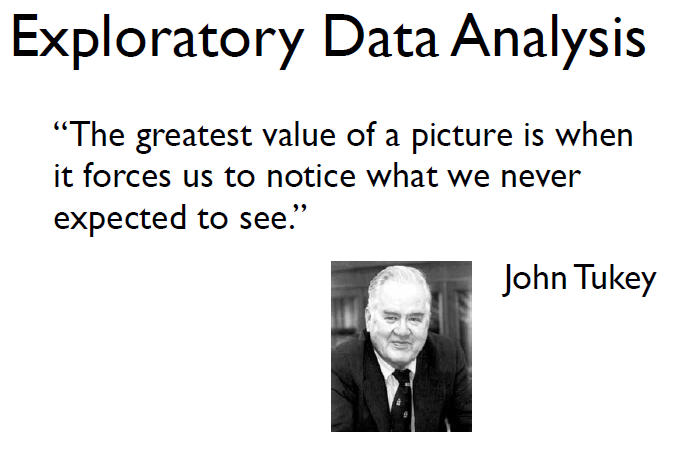 Exploratory Data Analysis
“The greatest value of a picture is when
it forces us to notice what we never
expected to see.”
John Tukey